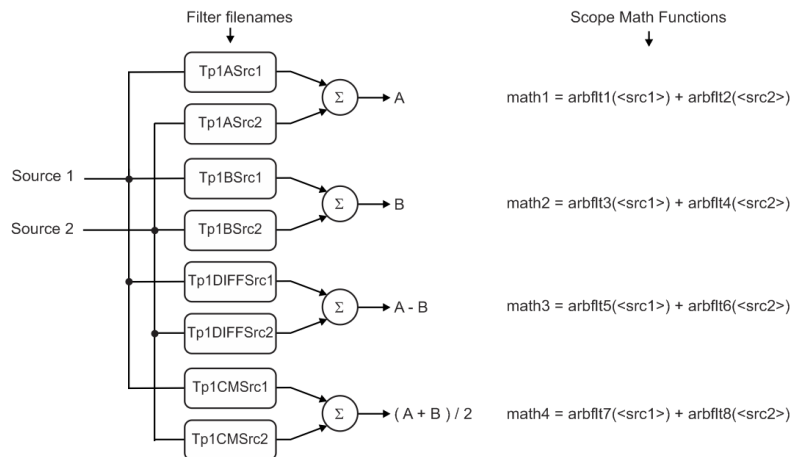 Filter filenames
Scope Math Functions
Tp1ASrc1
Σ
A
math1 = arbflt1(<src1>) + arbflt2(<src2>)
Tp1ASrc2
Source 1
Tp1BSrc1
Σ
B
math2 = arbflt3(<src1>) + arbflt4(<src2>)
Source 2
Tp1BSrc2
Tp1DIFFSrc1
Σ
A - B
math3 = arbflt5(<src1>) + arbflt6(<src2>)
Tp1DIFFSrc2
Tp1CMSrc1
Σ
( A + B ) / 2
math4 = arbflt7(<src1>) + arbflt8(<src2>)
Tp1CMSrc2